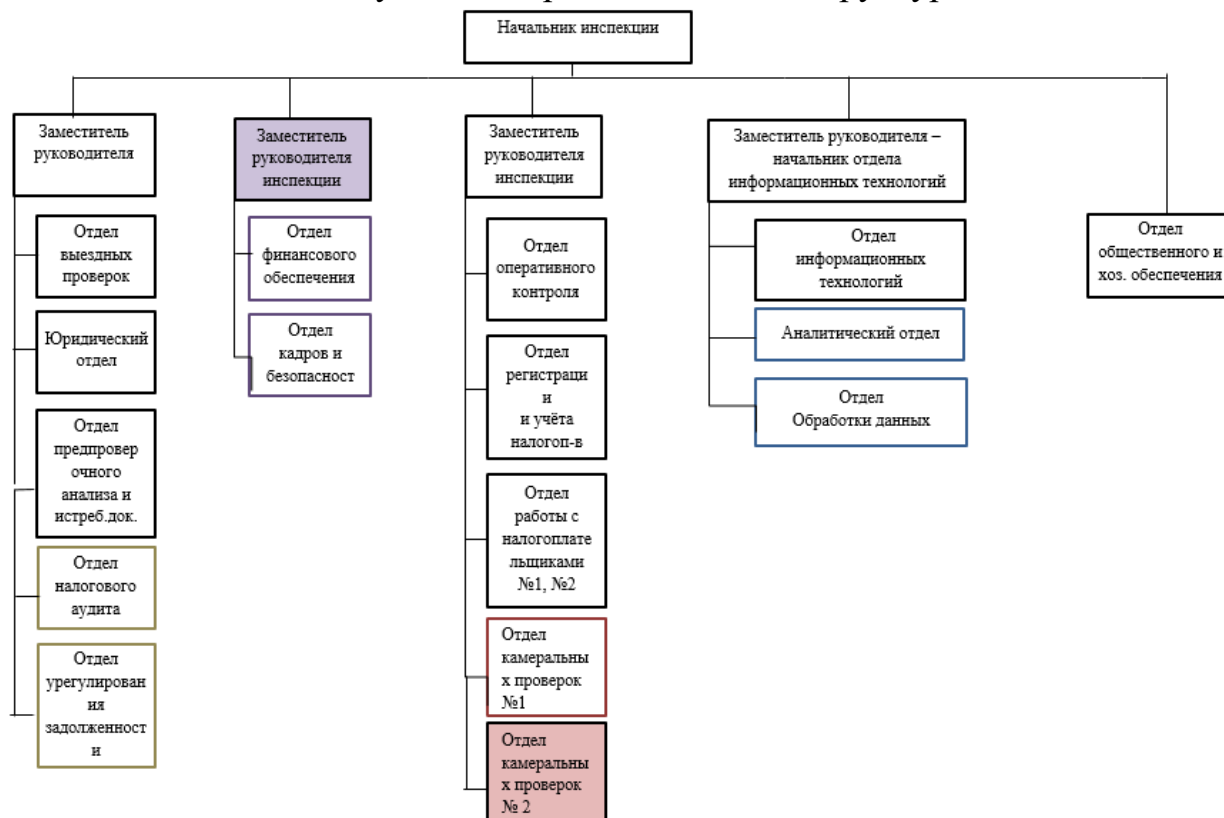 Начальник инспекции
Заместитель
руководителя
Отдел
выездных
проверок
Юридический
отдел
Отдел
предпровер
очного
анализа и
истреб.док.
Отдел
налогового
аудита
Отдел
урегулирован
ия
задолженност
и
Заместитель
руководителя
инспекции
Отдел
финансового
обеспечения
Отдел
кадров и
безопасност
Заместитель
руководителя
инспекции
Отдел
оперативного
контроля
Отдел
регистраци
и
и учёта
налогоп-в
Отдел
работы с
налогоплате
льщиками
№1, №2
Отдел
камеральны
х проверок
№1
Отдел
камеральны
х проверок
№ 2
Заместитель руководителя –
начальник отдела
информационных технологий
Отдел
информационных
технологий
Аналитический отдел
Отдел
Обработки данных
Отдел
общественного и
хоз. обеспечения